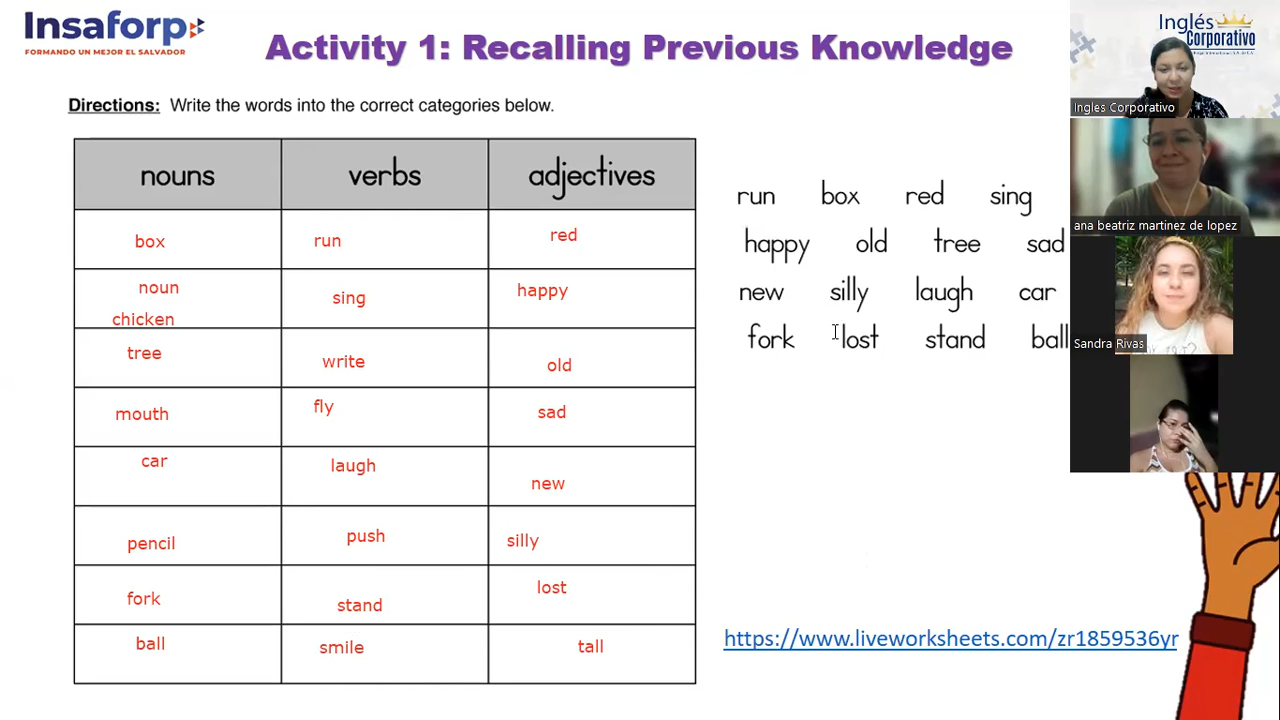 Insaforp
FORMANDO UN MEJOR EL SALVADOR
Activity 1: Recalling Previous Knowledge
Directions: Write the words into the correct categories below.
nouns verbs adjectives
box run red
noun sing happy
chicken
tree write old
mouth fly sad
car laugh new
pencil push silly
fork stand lost
ball smile tall
run box red sing
happy old tree sad
new silly laugh car
fork lost stand ball
https://www.liveworksheets.com/zr1859536yr
Inglés
Corporativo
Ingles Corporativo
ana beatriz martinez de lopez
Sandra Rivas